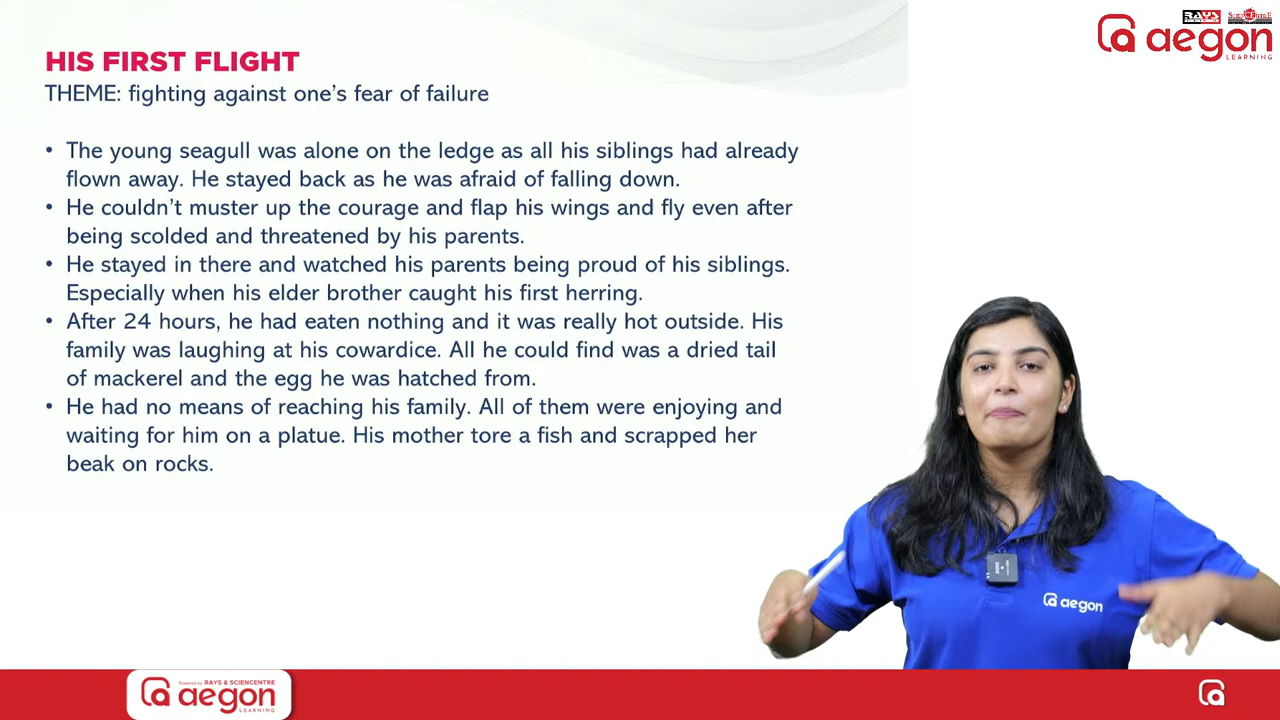 RAYS
SCIENCENTRE
aegon
LEARNING
HIS FIRST FLIGHT
THEME: fighting against one's fear of failure
• The young seagull was alone on the ledge as all his siblings had already
flown away. He stayed back as he was afraid of falling down.
• He couldn't muster up the courage and flap his wings and fly even after
being scolded and threatened by his parents.
• He stayed in there and watched his parents being proud of his siblings.
Especially when his elder brother caught his first herring.
• After 24 hours, he had eaten nothing and it was really hot outside. His
family was laughing at his cowardice. All he could find was a dried tail
of mackerel and the egg he was hatched from.
• He had no means of reaching his family. All of them were enjoying and
waiting for him on a platue. His mother tore a fish and scrapped her
beak on rocks.
aegon
Powered by RAYS & SCIENCENTRE
aegon
LEARNING